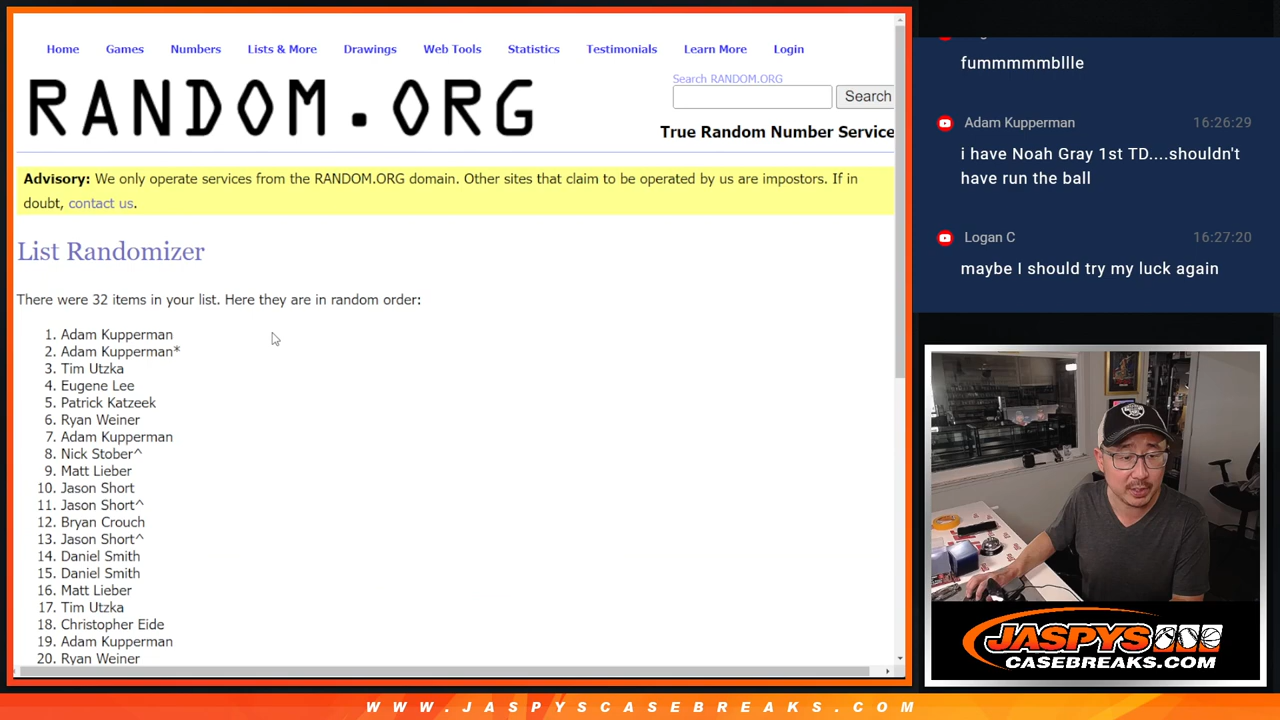 Home Games Numbers Lists & More Drawings Web Tools Statistics Testimonials Learn More Login
RANDOM.ORG
Search RANDOM.ORG
Search
True Random Number Service
Advisory: We only operate services from the RANDOM.ORG domain. Other sites that claim to be operated by us are impostors. If in
doubt, contact us.
List Randomizer
There were 32 items in your list. Here they are in random order:
1. Adam Kupperman
2. Adam Kupperman*
3. Tim Utzka
4. Eugene Lee
5. Patrick Katzeek
6. Ryan Weiner
7. Adam Kupperman
8. Nick Stober^
9. Matt Lieber
10. Jason Short
11. Jason Short^
12. Bryan Crouch
13. Jason Short^
14. Daniel Smith
15. Daniel Smith
16. Matt Lieber
17. Tim Utzka
18. Christopher Eide
19. Adam Kupperman
20. Ryan Weiner
fummmmmbllle
Adam Kupperman 16:26:29
i have Noah Gray 1st TD....shouldn't
have run the ball
Logan C 16:27:20
maybe I should try my luck again
JASPYS
CASEBREAKS.COM
WWW.JASPYSCASEBREAKS.COM